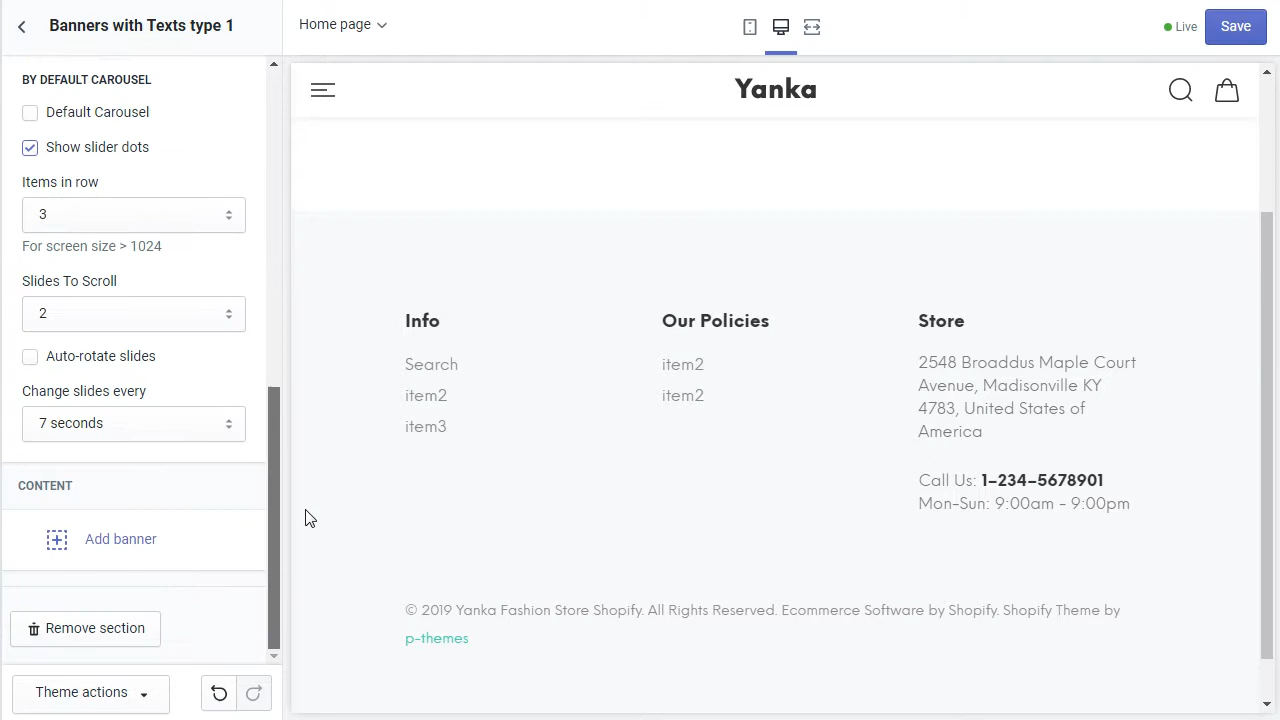 Banners with Texts type 1
Home page
Live
Save
BY DEFAULT CAROUSEL
Default Carousel
Show slider dots
Items in row
3
For screen size > 1024
Slides To Scroll
2
Auto-rotate slides
Change slides every
7 seconds
CONTENT
Add banner
Remove section
Theme actions
Yanka
Info
Search
item2
item3
Our Policies
item2
item2
Store
2548 Broaddus Maple Court
Avenue, Madisonville KY
4783, United States of
America
Call Us: 1-234-5678901
Mon-Sun: 9:00am - 9:00pm
© 2019 Yanka Fashion Store Shopify. All Rights Reserved. Ecommerce Software by Shopify. Shopify Theme by
p-themes